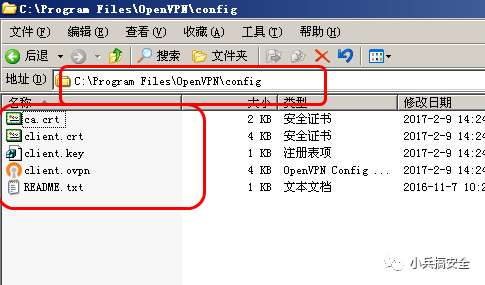 C:\Program Files\OpenVPN\config
文件(F) 编辑(E) 查看(V) 收藏(A) 工具(T) 帮助(H)
后退 搜索 文件夹
地址(D) C:\Program Files\OpenVPN\config
名称 大小 类型 修改日期
ca.crt 2 KB 安全证书 2017-2-9 14:24
client.crt 4 KB 安全证书 2017-2-9 14:24
client.key 1 KB 注册表项 2017-2-9 14:24
client.ovpn 4 KB OpenVPN Config ... 2017-2-9 14:24
README.txt 1 KB 文本文档 2016-11-7 10:2
小兵搞安全